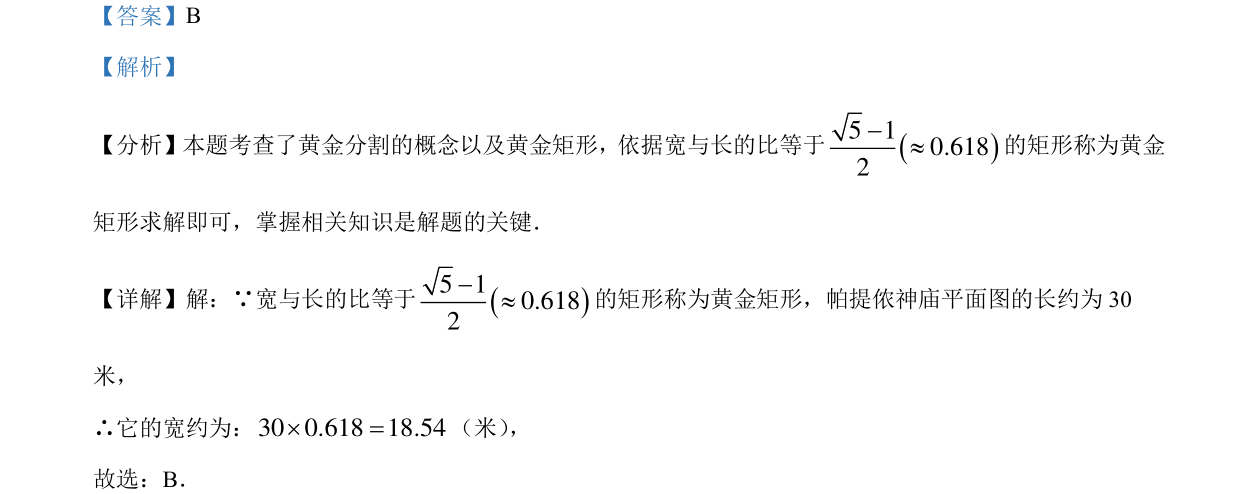 【答案】B
【解析】
【分析】本题考查了黄金分割的概念以及黄金矩形，依据宽与长的比等于 $\frac{\sqrt{5}-1}{2}(\approx 0.618)$ 的矩形称为黄金
矩形求解即可，掌握相关知识是解题的关键．
【详解】解：∵宽与长的比等于 $\frac{\sqrt{5}-1}{2}(\approx 0.618)$ 的矩形称为黄金矩形，帕提侬神庙平面图的长约为 30
米，
∴它的宽约为：30×0.618=18.54（米），
故选：B．